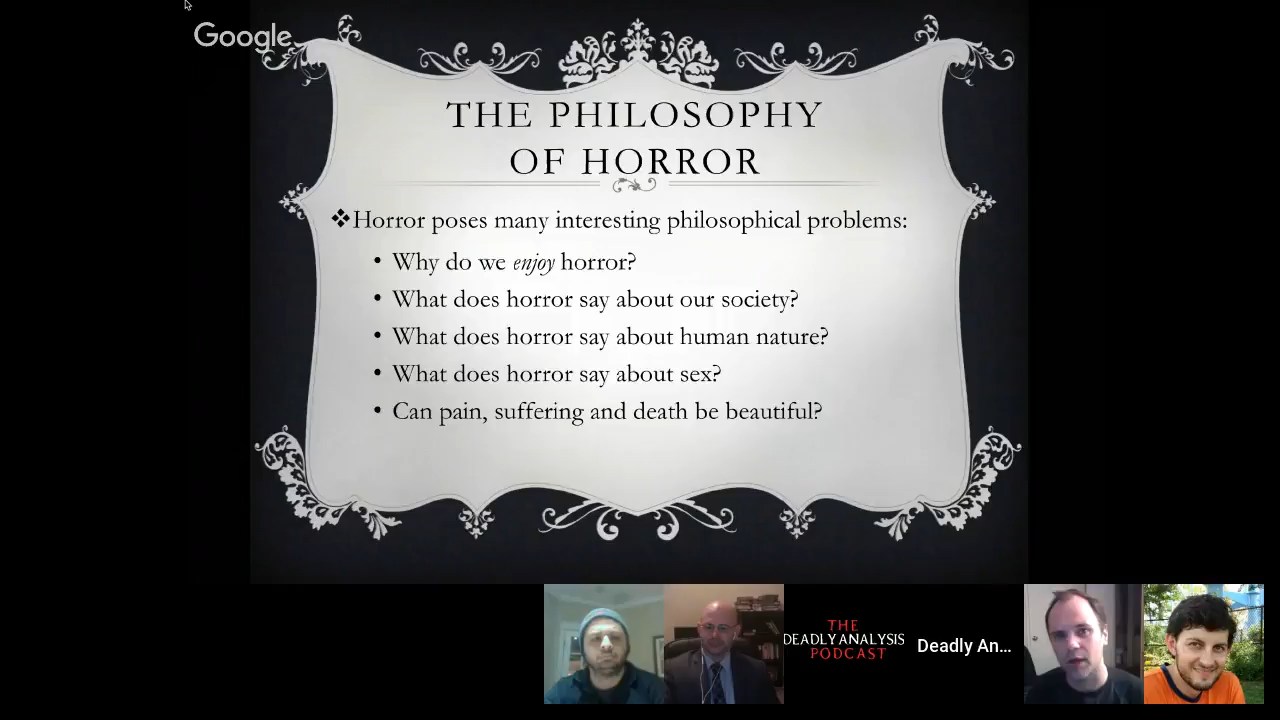 Google
THE PHILOSOPHY
OF HORROR
❖Horror poses many interesting philosophical problems:
• Why do we enjoy horror?
• What does horror say about our society?
• What does horror say about human nature?
• What does horror say about sex?
• Can pain, suffering and death be beautiful?
THE
DEADLY ANALYSIS
PODCAST
Deadly An...